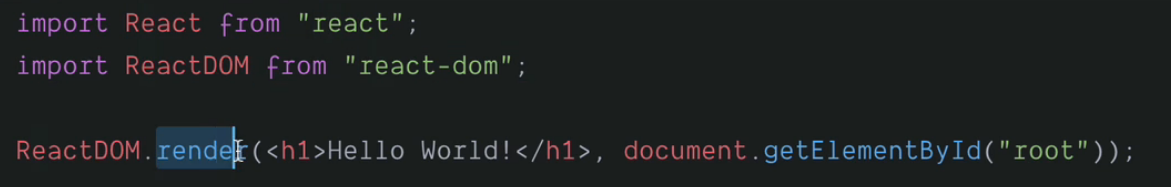 import React from "react";
import ReactDOM from "react-dom";
ReactDOM.render(<h1>Hello World!</h1>, document.getElementById("root"));